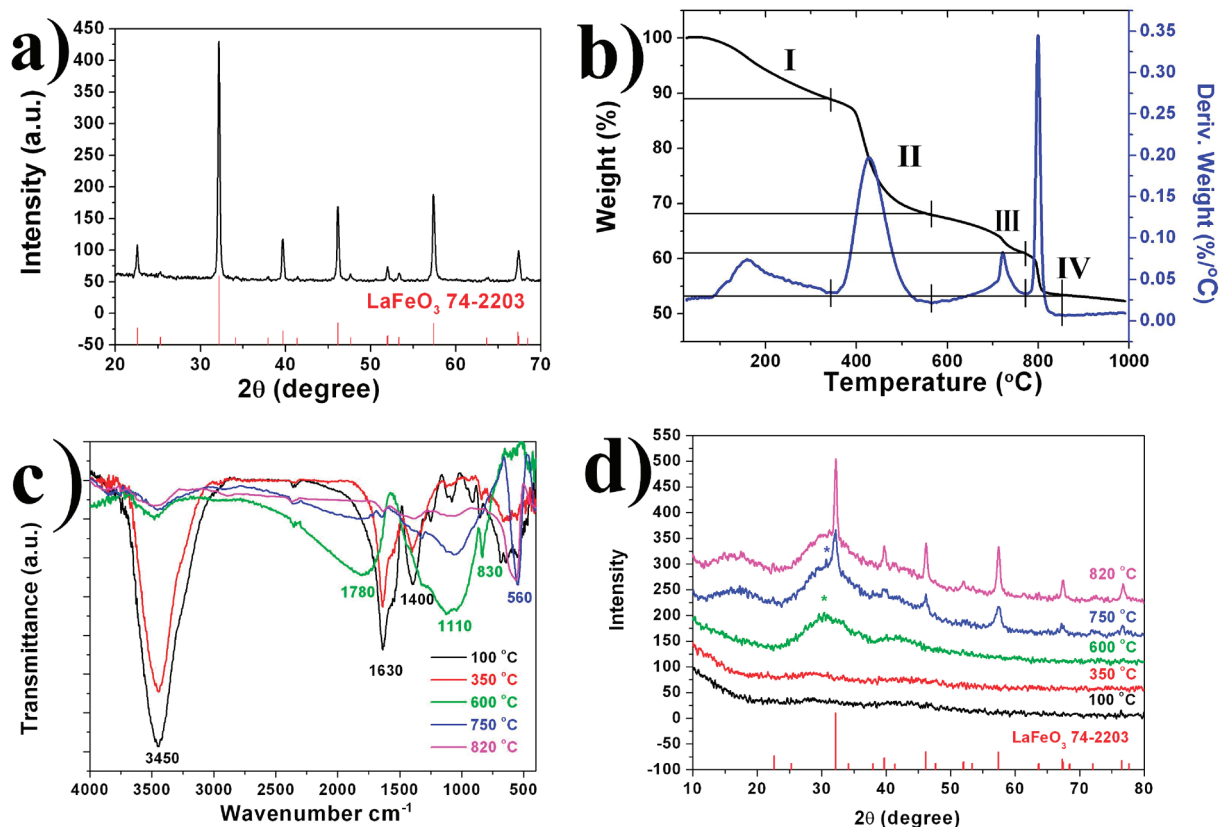 a)
450
400
350
300
250
200
150
100
50
0
-50
Intensity (a.u.)
LaFeO₃ 74-2203
20 30 40 50 60 70
2θ (degree)
b)
100
90
80
70
60
50
Weight (%)
I
II
III
IV
0.35
0.30
0.25
0.20
0.15
0.10
0.05
0.00
Deriv. Weight (%/°C)
200 400 600 800 1000
Temperature (°C)
c)
Transmittance (a.u.)
1780
830
1400
560
1110
1630
3450
100 °C
350 °C
600 °C
750 °C
820 °C
4000 3500 3000 2500 2000 1500 1000 500
Wavenumber cm⁻¹
d)
550
500
450
400
350
300
250
200
150
100
50
0
-50
-100
Intensity
*
*
820 °C
750 °C
600 °C
350 °C
100 °C
LaFeO₃ 74-2203
10 20 30 40 50 60 70 80
2θ (degree)